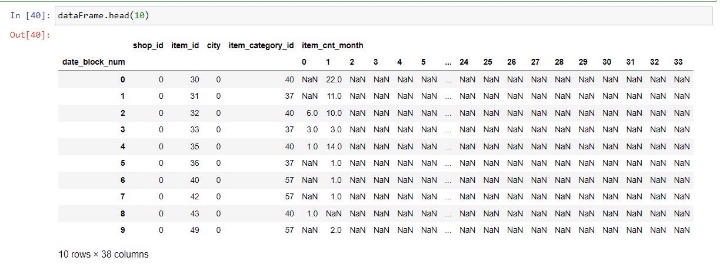 In [40]: dataFrame.head(10)
Out[40]:
shop_id item_id city item_category_id item_cnt_month
date_block_num 0 1 2 3 4 5 ... 24 25 26 27 28 29 30 31 32 33
0 0 30 0 40 NaN 22.0 NaN NaN NaN NaN ... NaN NaN NaN NaN NaN NaN NaN NaN NaN NaN
1 0 31 0 37 NaN 11.0 NaN NaN NaN NaN ... NaN NaN NaN NaN NaN NaN NaN NaN NaN NaN
2 0 32 0 40 6.0 10.0 NaN NaN NaN NaN ... NaN NaN NaN NaN NaN NaN NaN NaN NaN NaN
3 0 33 0 37 3.0 3.0 NaN NaN NaN NaN ... NaN NaN NaN NaN NaN NaN NaN NaN NaN NaN
4 0 35 0 40 1.0 14.0 NaN NaN NaN NaN ... NaN NaN NaN NaN NaN NaN NaN NaN NaN NaN
5 0 36 0 37 NaN 1.0 NaN NaN NaN NaN ... NaN NaN NaN NaN NaN NaN NaN NaN NaN NaN
6 0 40 0 57 NaN 1.0 NaN NaN NaN NaN ... NaN NaN NaN NaN NaN NaN NaN NaN NaN NaN
7 0 42 0 57 NaN 1.0 NaN NaN NaN NaN ... NaN NaN NaN NaN NaN NaN NaN NaN NaN NaN
8 0 43 0 40 1.0 NaN NaN NaN NaN NaN ... NaN NaN NaN NaN NaN NaN NaN NaN NaN NaN
9 0 49 0 57 NaN 2.0 NaN NaN NaN NaN ... NaN NaN NaN NaN NaN NaN NaN NaN NaN NaN
10 rows × 38 columns